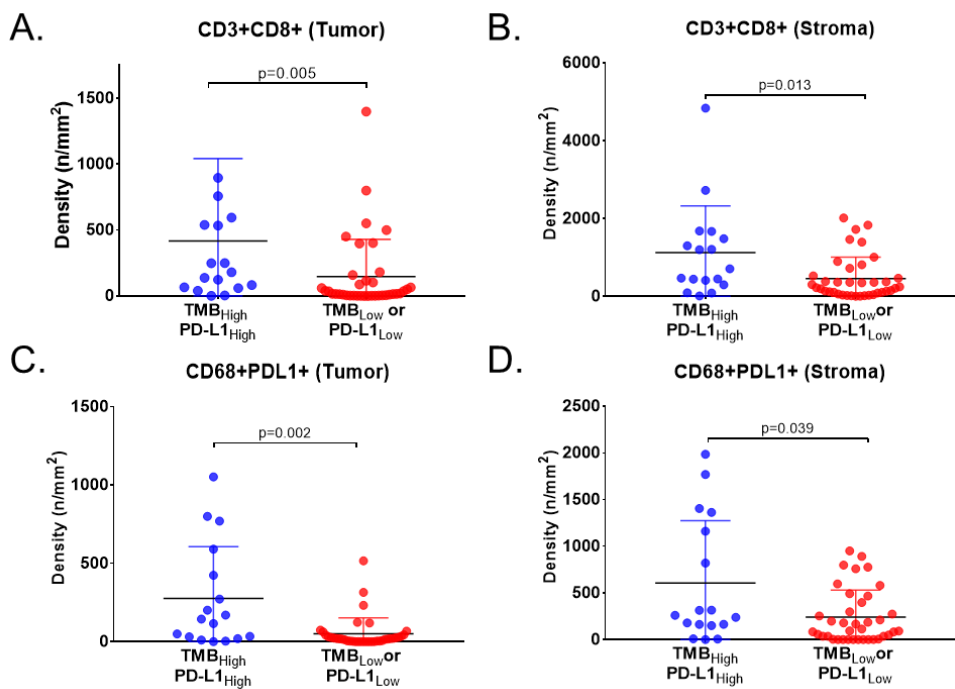 A.
CD3+CD8+ (Tumor)
p=0.005
Density (n/mm²)
1500
1000
500
0
TMBHigh
PD-L1High
TMBLow or
PD-L1Low
B.
CD3+CD8+ (Stroma)
p=0.013
Density (n/mm²)
6000
4000
2000
0
TMBHigh
PD-L1High
TMBLow or
PD-L1Low
C.
CD68+PDL1+ (Tumor)
p=0.002
Density (n/mm²)
1500
1000
500
0
TMBHigh
PD-L1High
TMBLow or
PD-L1Low
D.
CD68+PDL1+ (Stroma)
p=0.039
Density (n/mm²)
2500
2000
1500
1000
500
0
TMBHigh
PD-L1High
TMBLow or
PD-L1Low